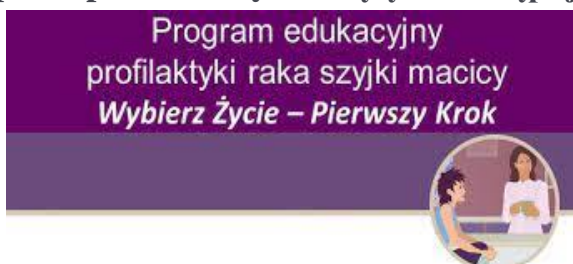 Program edukacyjny
profilaktyki raka szyjki macicy
Wybierz Życie – Pierwszy Krok